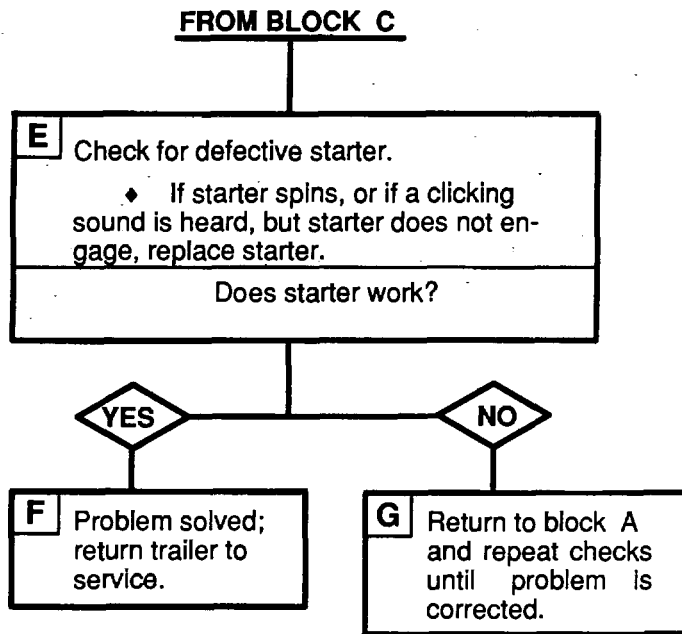 FROM BLOCK C
E
Check for defective starter.
♦ If starter spins, or if a clicking
sound is heard, but starter does not en-
gage, replace starter.
Does starter work?
YES
NO
F
Problem solved;
return trailer to
service.
G
Return to block A
and repeat checks
until problem is
corrected.